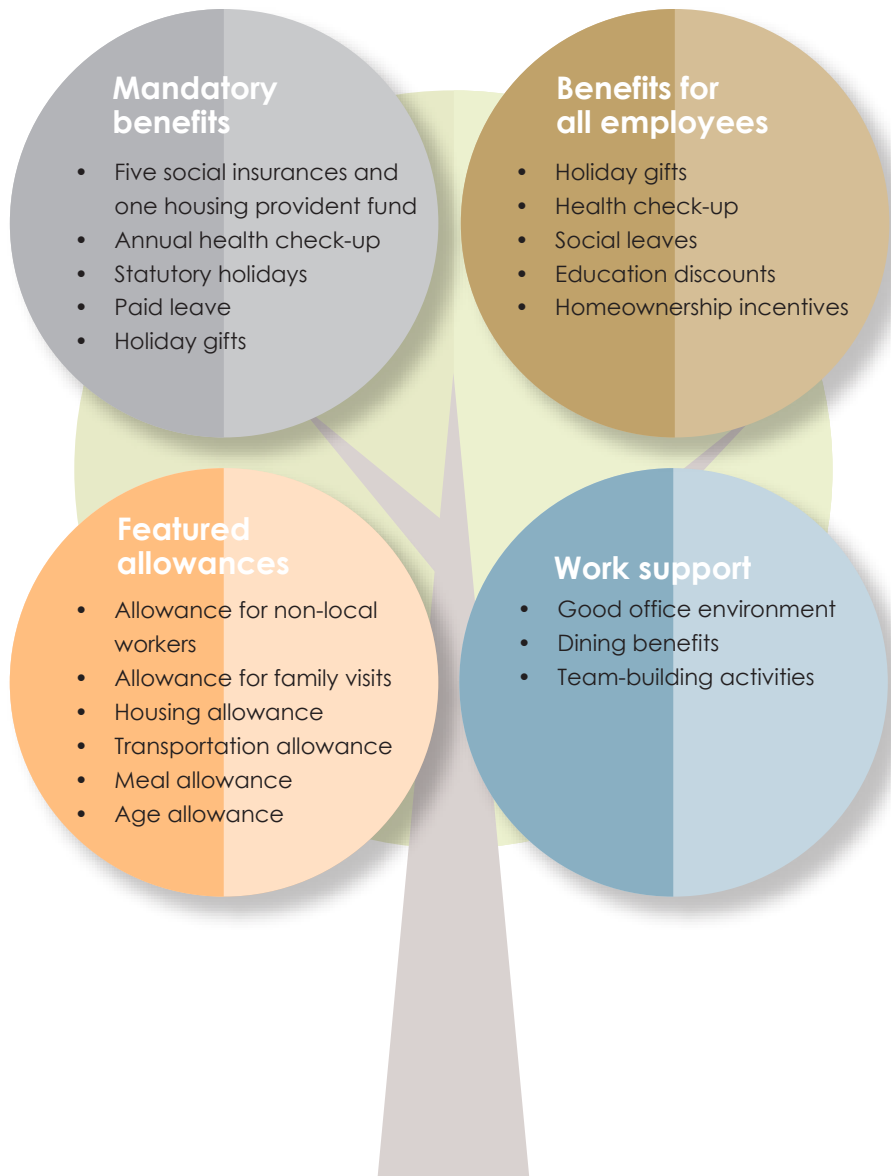 Mandatory
benefits
• Five social insurances and
one housing provident fund
• Annual health check-up
• Statutory holidays
• Paid leave
• Holiday gifts
Benefits for
all employees
• Holiday gifts
• Health check-up
• Social leaves
• Education discounts
• Homeownership incentives
Featured
allowances
• Allowance for non-local
workers
• Allowance for family visits
• Housing allowance
• Transportation allowance
• Meal allowance
• Age allowance
Work support
• Good office environment
• Dining benefits
• Team-building activities